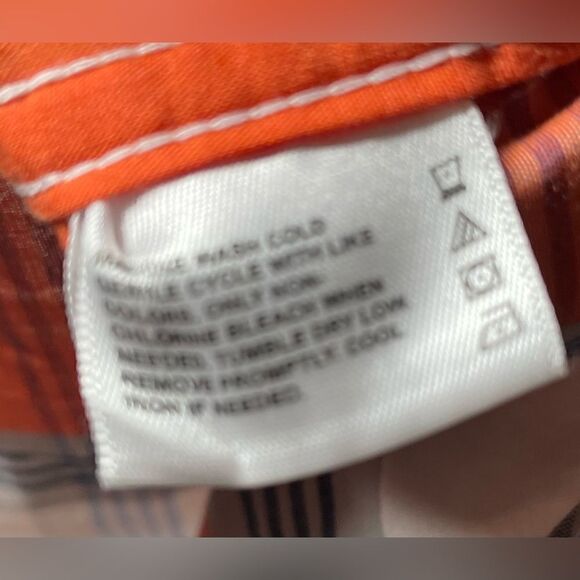 MACHINE WASH COLD
GENTLE CYCLE WITH LIKE
COLORS. ONLY NON-
CHLORINE BLEACH WHEN
NEEDED. TUMBLE DRY LOW.
REMOVE PROMPTLY. COOL
IRON IF NEEDED.